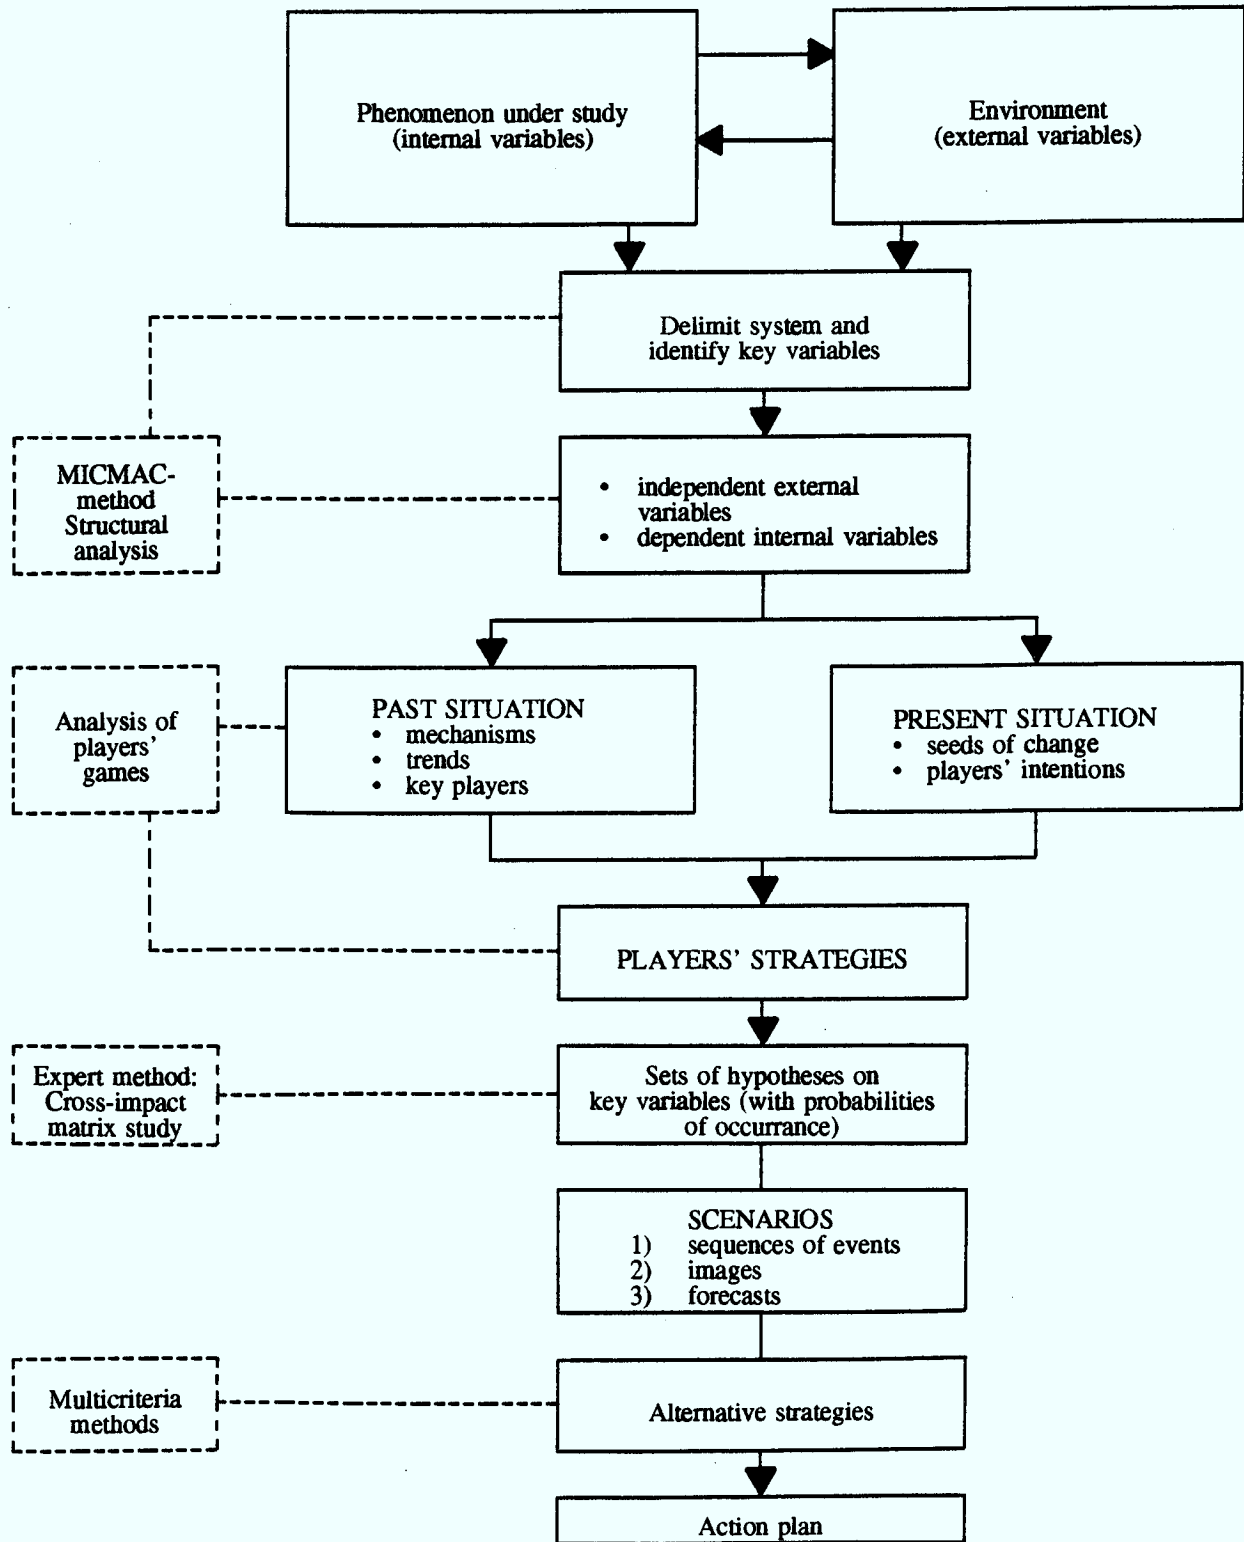 Phenomenon under study
(internal variables)
Environment
(external variables)
Delimit system and
identify key variables
MICMAC-
method
Structural
analysis
• independent external
variables
• dependent internal variables
Analysis of
players'
games
PAST SITUATION
• mechanisms
• trends
• key players
PRESENT SITUATION
• seeds of change
• players' intentions
PLAYERS' STRATEGIES
Expert method:
Cross-impact
matrix study
Sets of hypotheses on
key variables (with probabilities
of occurrance)
SCENARIOS
1) sequences of events
2) images
3) forecasts
Multicriteria
methods
Alternative strategies
Action plan